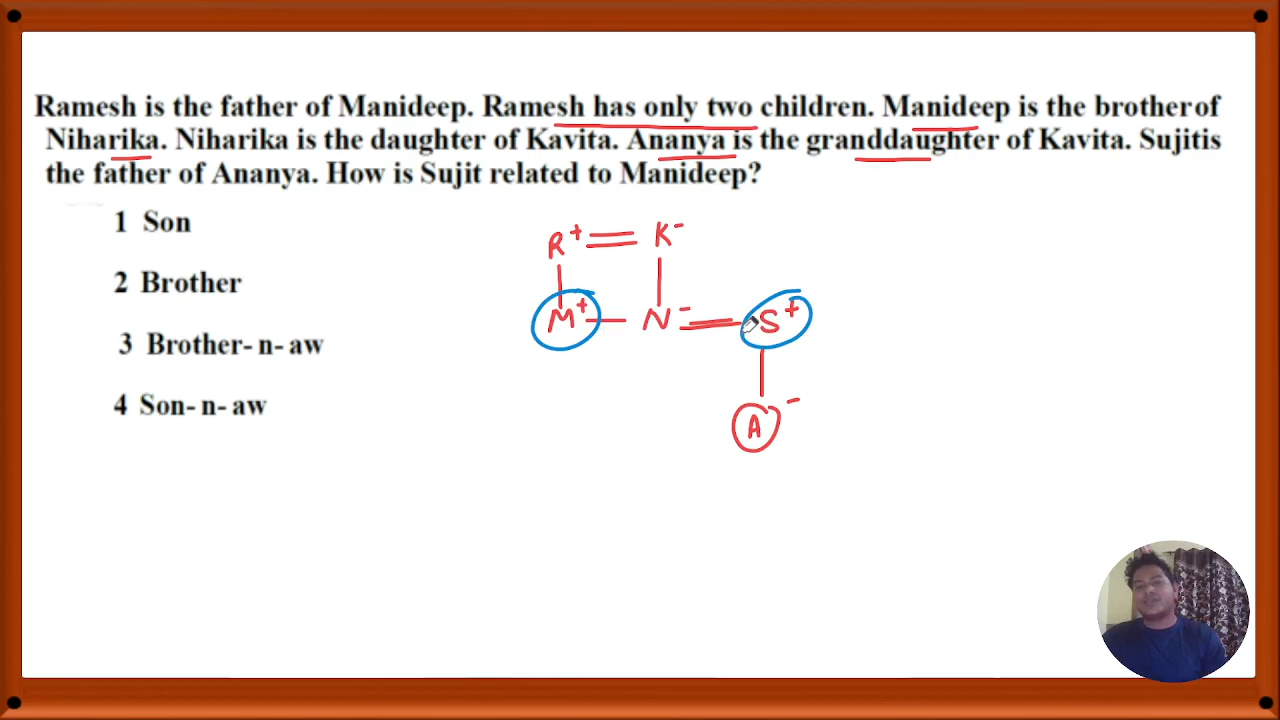 Ramesh is the father of Manideep. Ramesh has only two children. Manideep is the brother of
Niharika. Niharika is the daughter of Kavita. Ananya is the granddaughter of Kavita. Sujitis
the father of Ananya. How is Sujit related to Manideep?
1 Son
2 Brother
3 Brother- n- aw
4 Son- n- aw
R+ = K-
M+ — N- = S+
A-